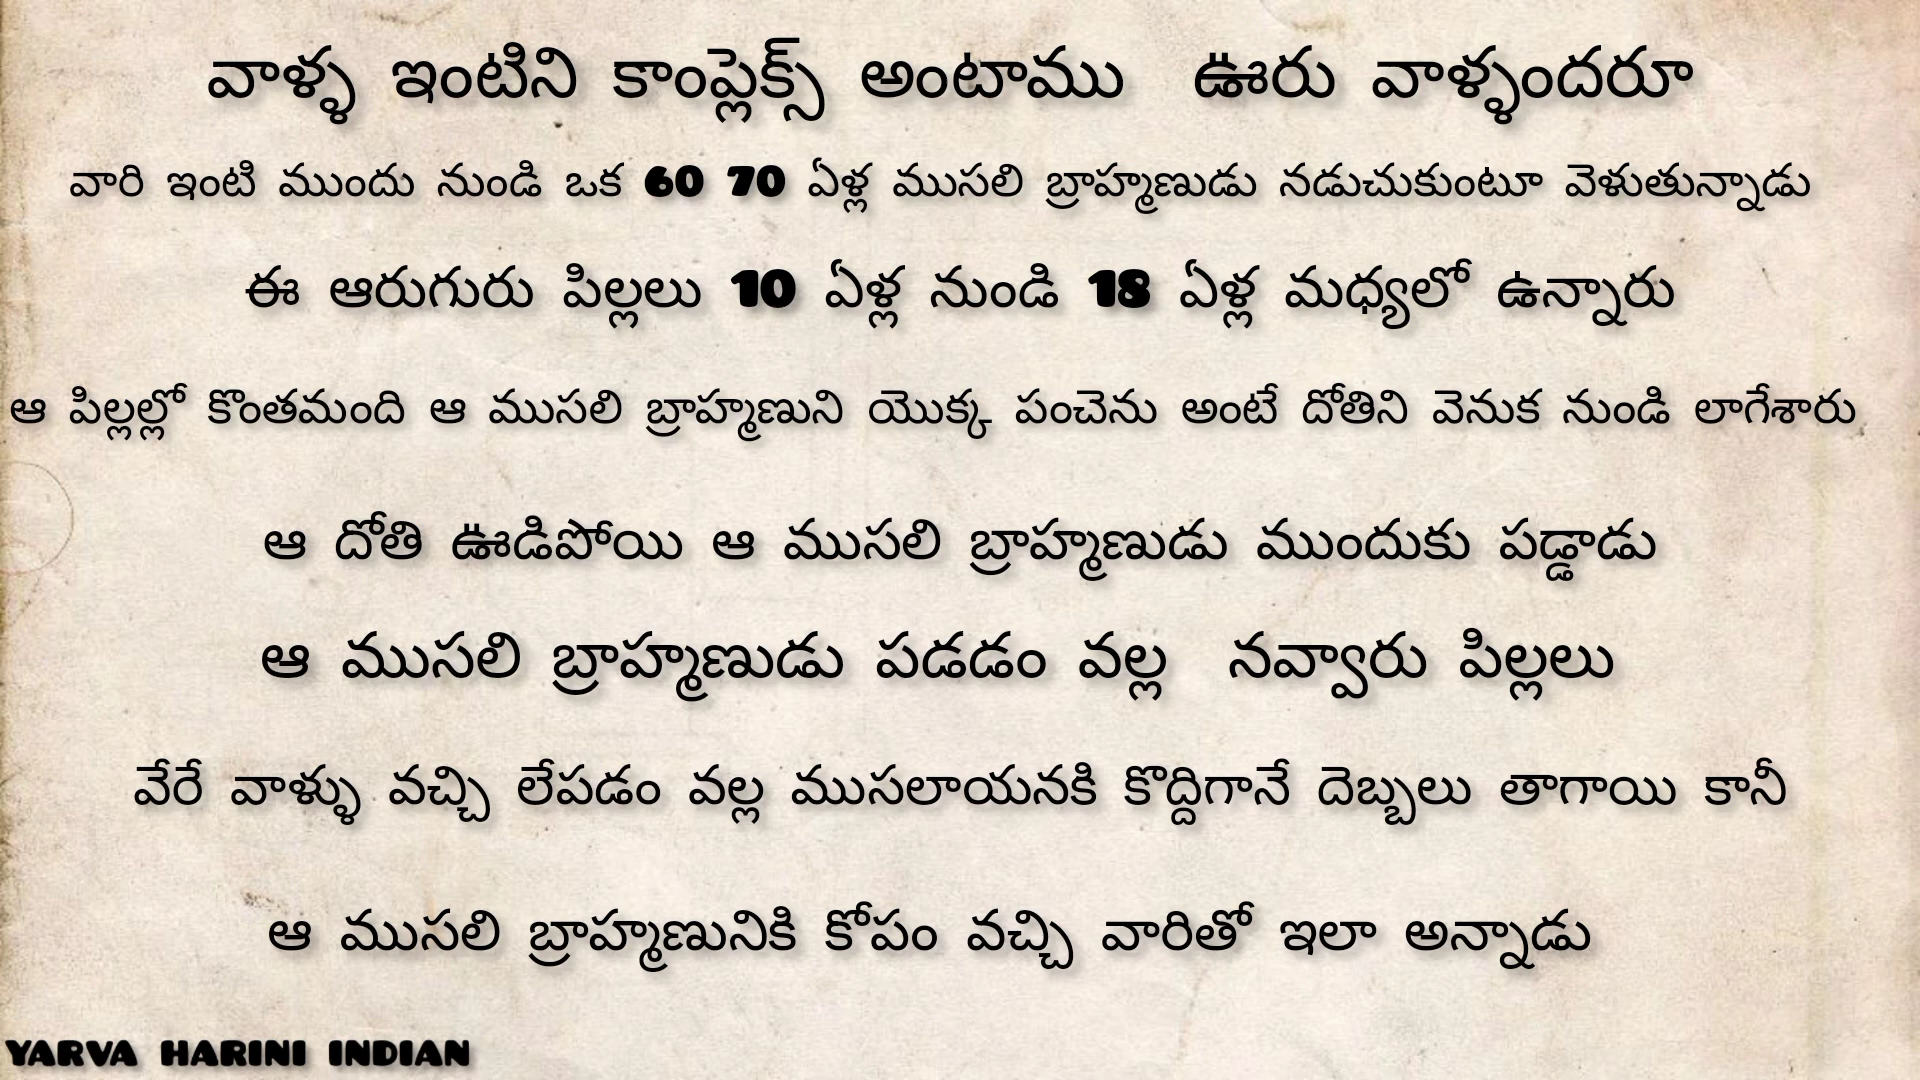 వాళ్ళ ఇంటిని కాంప్లెక్స్ అంటాము ఊరు వాళ్ళందరూ
వారి ఇంటి ముందు నుండి ఒక 60 70 ఏళ్ల ముసలి బ్రాహ్మణుడు నడుచుకుంటూ వెళుతున్నాడు
ఈ ఆరుగురు పిల్లలు 10 ఏళ్ల నుండి 18 ఏళ్ల మధ్యలో ఉన్నారు
ఆ పిల్లల్లో కొంతమంది ఆ ముసలి బ్రాహ్మణుని యొక్క పంచెను అంటే దోతిని వెనుక నుండి లాగేశారు
ఆ దోతి ఊడిపోయి ఆ ముసలి బ్రాహ్మణుడు ముందుకు పడ్డాడు
ఆ ముసలి బ్రాహ్మణుడు పడడం వల్ల నవ్వారు పిల్లలు
వేరే వాళ్ళు వచ్చి లేపడం వల్ల ముసలాయనకి కొద్దిగానే దెబ్బలు తాగాయి కానీ
ఆ ముసలి బ్రాహ్మణునికి కోపం వచ్చి వారితో ఇలా అన్నాడు
YARVA HARINI INDIAN